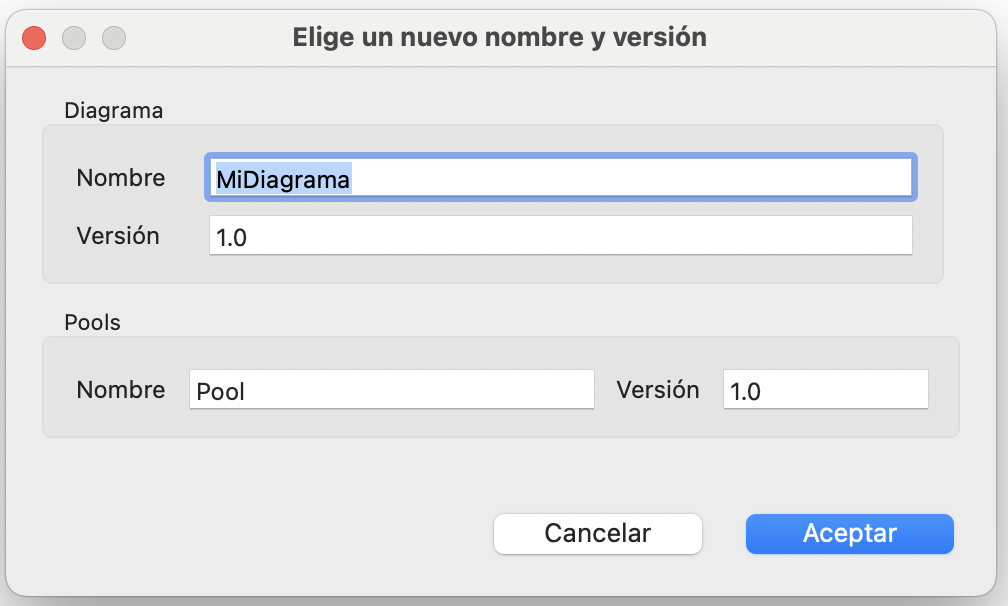 Elige un nuevo nombre y versión
Diagrama
Nombre MiDiagrama
Versión 1.0
Pools
Nombre Pool Versión 1.0
Cancelar Aceptar